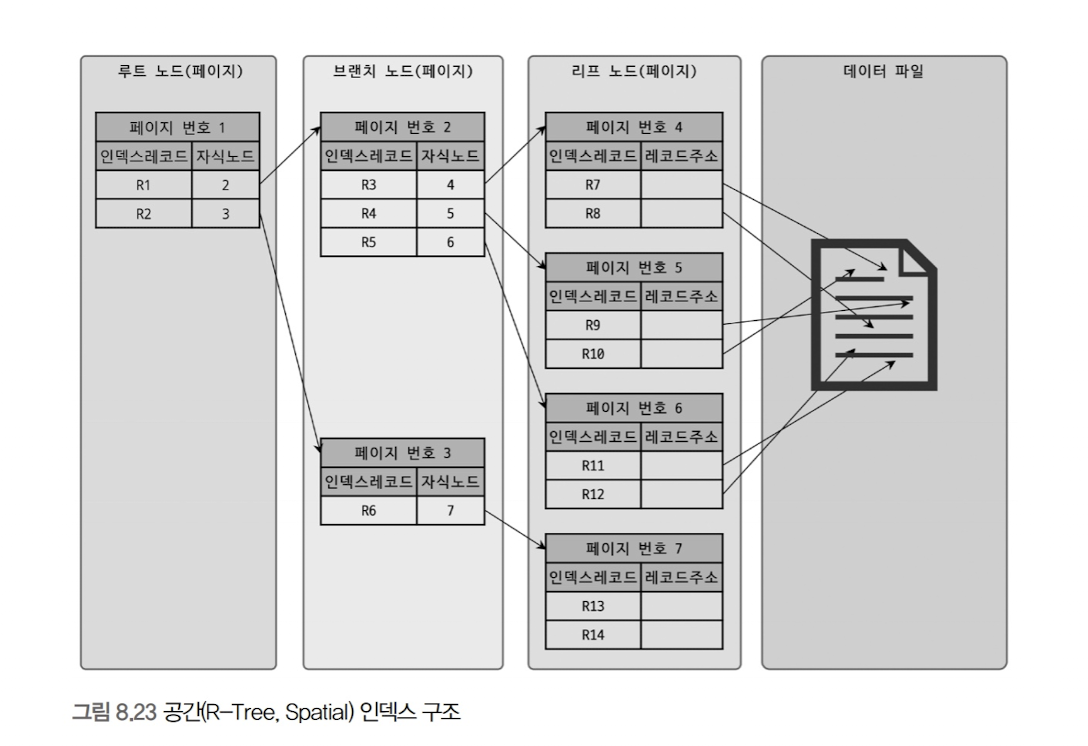 루트 노드(페이지)
페이지 번호 1
인덱스레코드 자식노드
R1 2
R2 3
브랜치 노드(페이지)
페이지 번호 2
인덱스레코드 자식노드
R3 4
R4 5
R5 6
페이지 번호 3
인덱스레코드 자식노드
R6 7
리프 노드(페이지)
페이지 번호 4
인덱스레코드 레코드주소
R7
R8
페이지 번호 5
인덱스레코드 레코드주소
R9
R10
페이지 번호 6
인덱스레코드 레코드주소
R11
R12
페이지 번호 7
인덱스레코드 레코드주소
R13
R14
데이터 파일
그림 8.23 공간(R-Tree, Spatial) 인덱스 구조